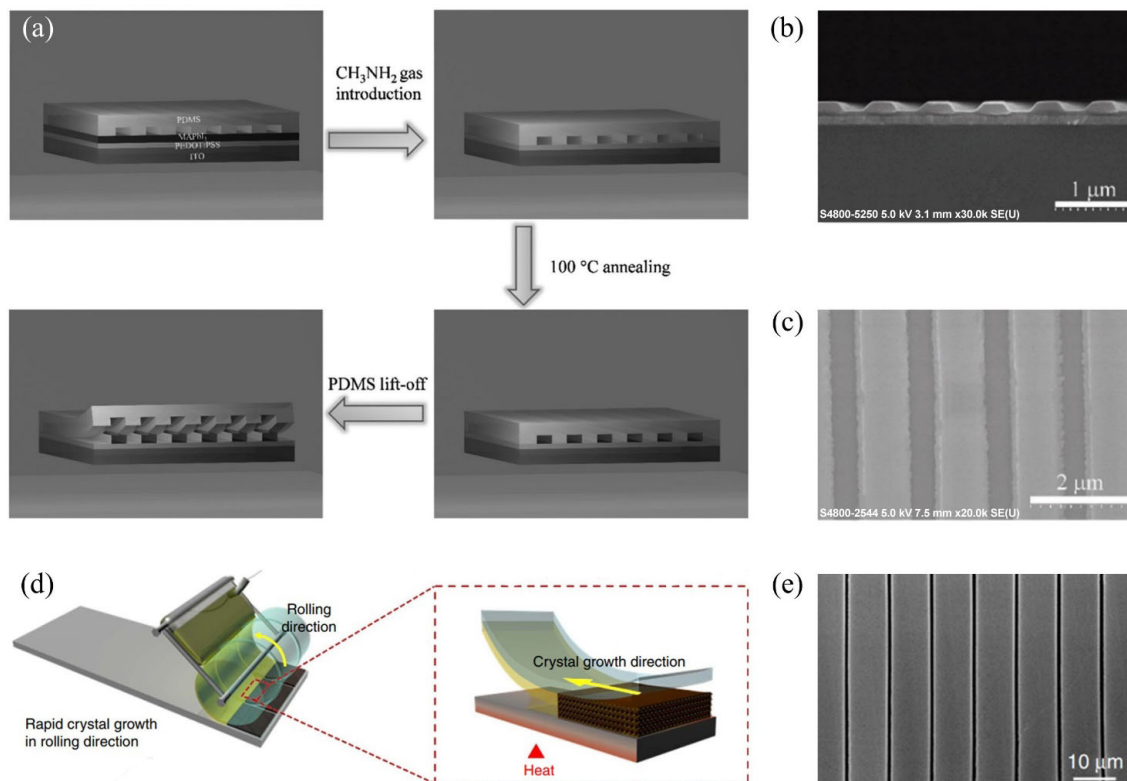 (a)
CH₃NH₂ gas
introduction
PDMS
MAPbI₃
PEDOT:PSS
ITO
100 °C annealing
PDMS lift-off
(b)
1 μm
S4800-5250 5.0 kV 3.1 mm x30.0k SE(U)
(c)
2 μm
S4800-2544 5.0 kV 7.5 mm x20.0k SE(U)
(d)
Rolling
direction
Rapid crystal growth
in rolling direction
Crystal growth direction
Heat
(e)
10 μm